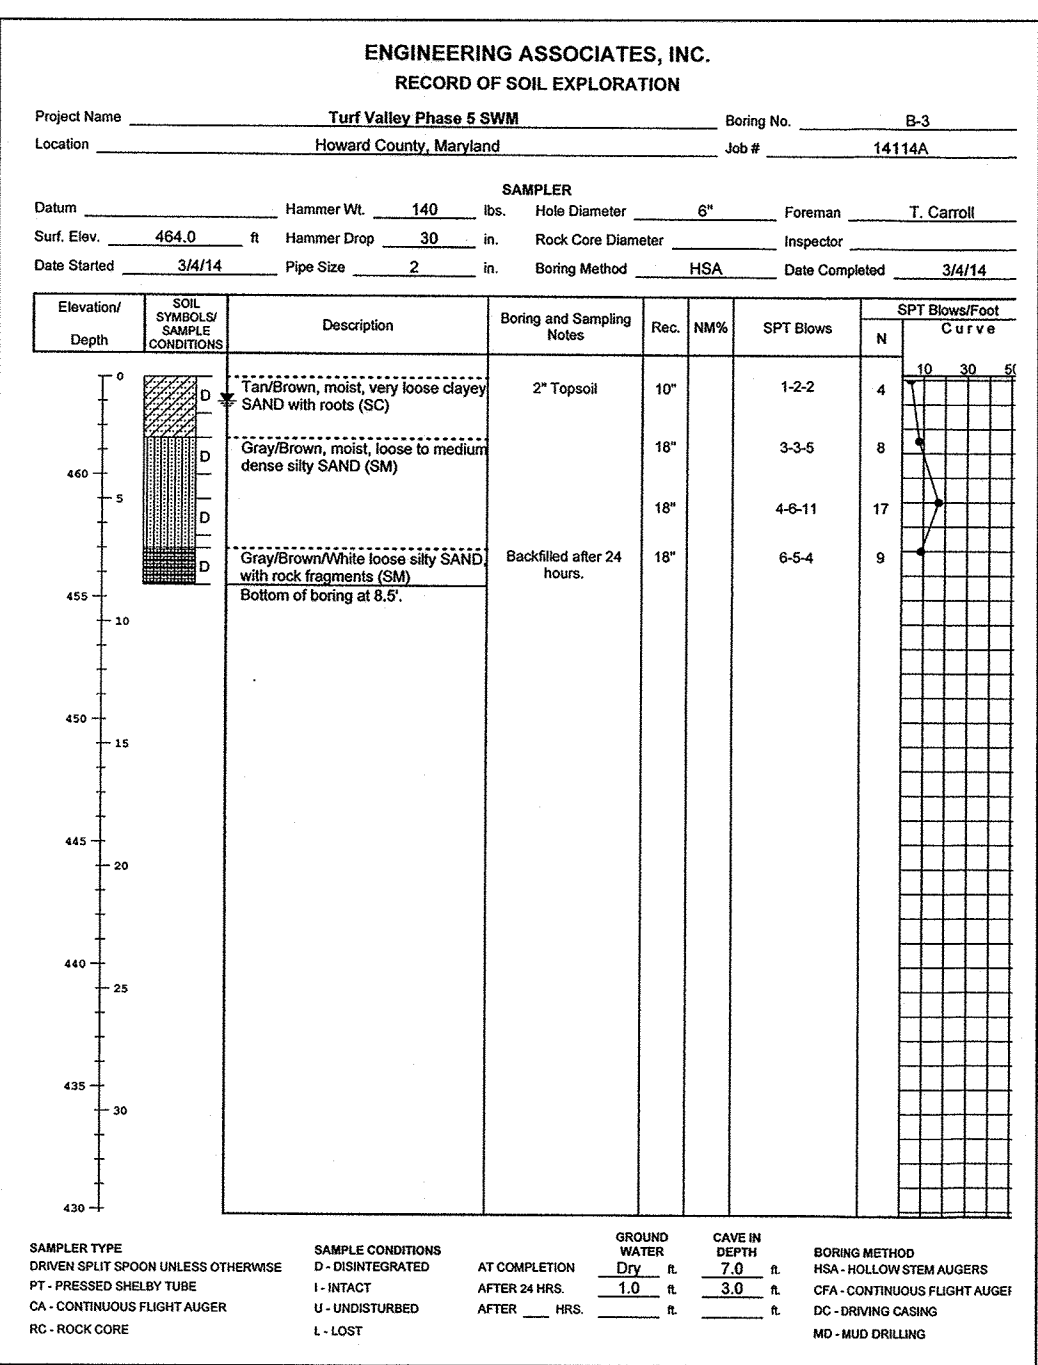 ENGINEERING ASSOCIATES, INC.
RECORD OF SOIL EXPLORATION
Project Name Turf Valley Phase 5 SWM Boring No. B-3
Location Howard County, Maryland Job # 14114A
SAMPLER
Datum Hammer Wt. 140 lbs. Hole Diameter 6" Foreman T. Carroll
Surf. Elev. 464.0 ft Hammer Drop 30 in. Rock Core Diameter Inspector
Date Started 3/4/14 Pipe Size 2 in. Boring Method HSA Date Completed 3/4/14
Elevation/ Depth
SOIL SYMBOLS/ SAMPLE CONDITIONS
Description
Boring and Sampling Notes
Rec.
NM%
SPT Blows
SPT Blows/Foot
N
Curve
10 30 50
0
D Tan/Brown, moist, very loose clayey 2" Topsoil 10" 1-2-2 4
SAND with roots (SC)
D Gray/Brown, moist, loose to medium 18" 3-3-5 8
dense silty SAND (SM)
460
5
D 18" 4-6-11 17
D Gray/Brown/White loose silty SAND, Backfilled after 24 18" 6-5-4 9
with rock fragments (SM) hours.
455 Bottom of boring at 8.5'.
10
450
15
445
20
440
25
435
30
430
SAMPLER TYPE
DRIVEN SPLIT SPOON UNLESS OTHERWISE
PT - PRESSED SHELBY TUBE
CA - CONTINUOUS FLIGHT AUGER
RC - ROCK CORE
SAMPLE CONDITIONS
D - DISINTEGRATED
I - INTACT
U - UNDISTURBED
L - LOST
GROUND WATER CAVE IN DEPTH
AT COMPLETION Dry ft. 7.0 ft.
AFTER 24 HRS. 1.0 ft. 3.0 ft.
AFTER ___ HRS. ft. ft.
BORING METHOD
HSA - HOLLOW STEM AUGERS
CFA - CONTINUOUS FLIGHT AUGER
DC - DRIVING CASING
MD - MUD DRILLING